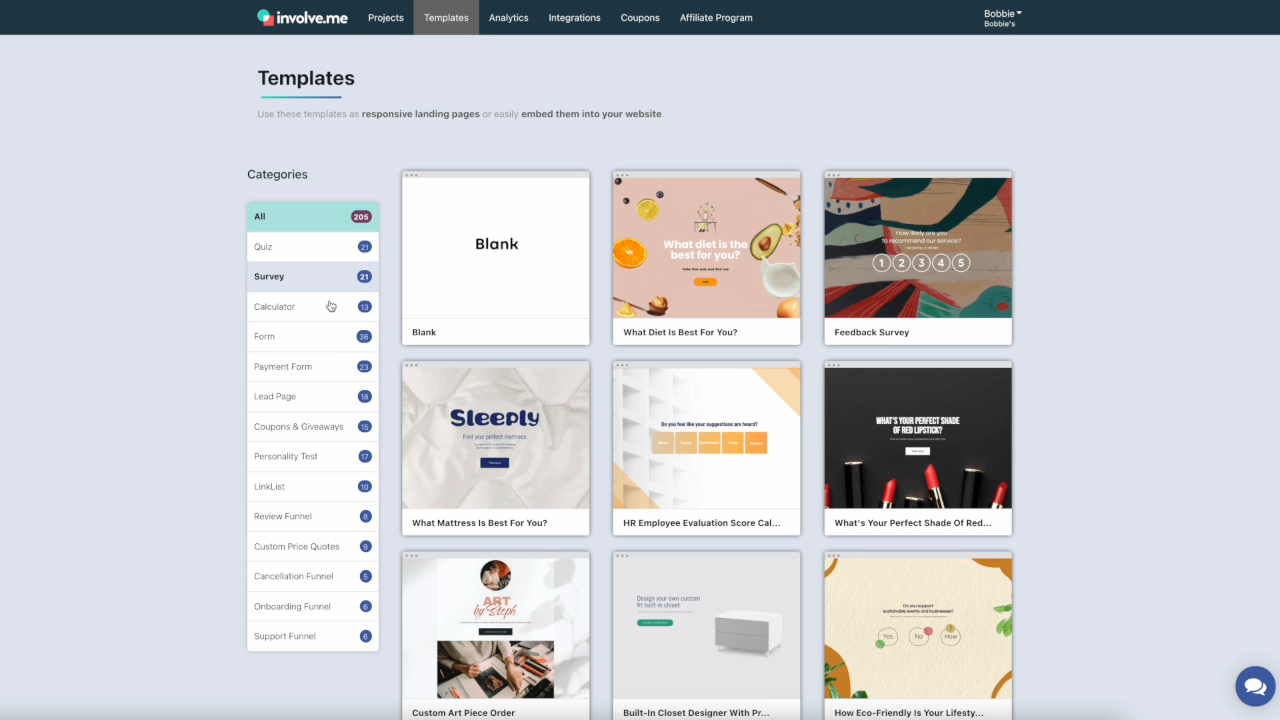 involve.me
Projects
Templates
Analytics
Integrations
Coupons
Affiliate Program
Bobbie
Bobbie's
Templates
Use these templates as responsive landing pages or easily embed them into your website.
Categories
All 205
Quiz 21
Survey 21
Calculator 13
Form 36
Payment Form 23
Lead Page 18
Coupons & Giveaways 15
Personality Test 17
LinkList 10
Review Funnel 8
Custom Price Quotes 9
Cancellation Funnel 5
Onboarding Funnel 6
Support Funnel 6
Blank
Blank
What diet is the
best for you?
Take this quiz and find out
What Diet Is Best For You?
How likely are you
to recommend our service?
1 2 3 4 5
Feedback Survey
Sleeply
Find your perfect mattress
What Mattress Is Best For You?
Do you feel like your suggestions are heard?
HR Employee Evaluation Score Cal...
WHAT'S YOUR PERFECT SHADE
OF RED LIPSTICK?
What's Your Perfect Shade Of Red...
ART
by Steph
Custom Art Piece Order
Design your own custom
fit built in closet
Built-In Closet Designer With Pr...
Do you support
sustainable events and businesses?
Yes No How
How Eco-Friendly Is Your Lifesty...